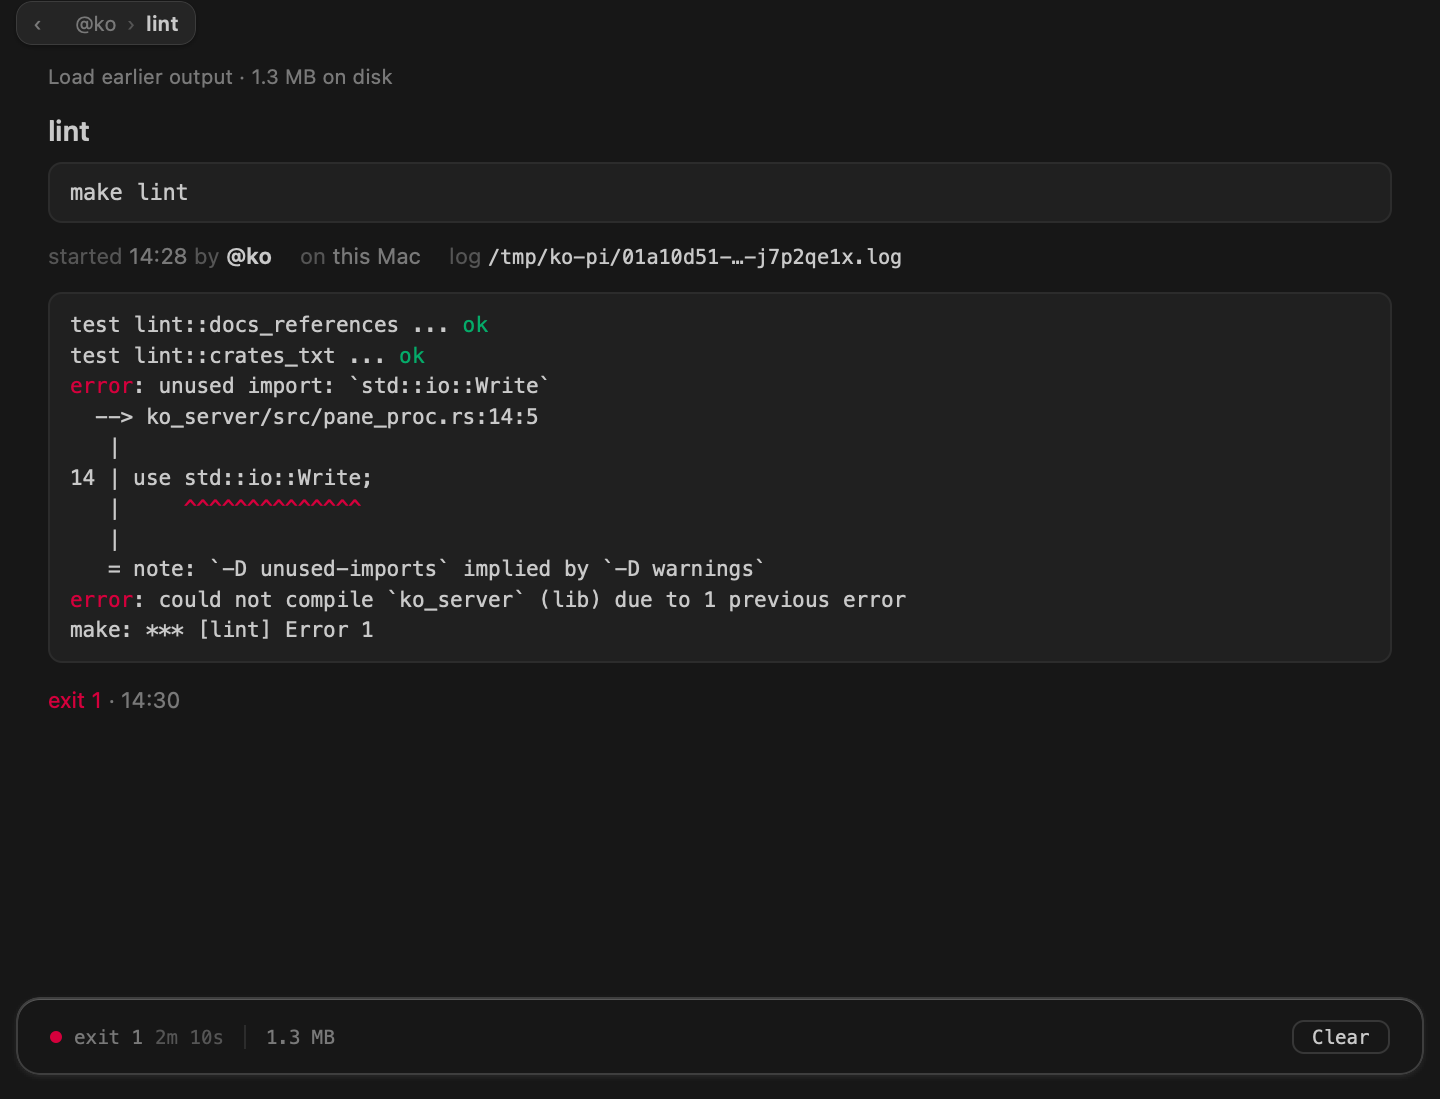 ‹ @ko › lint
Load earlier output · 1.3 MB on disk
lint
make lint
started 14:28 by @ko on this Mac log /tmp/ko-pi/01a10d51-…-j7p2qe1x.log
test lint::docs_references ... ok
test lint::crates_txt ... ok
error: unused import: `std::io::Write`
  --> ko_server/src/pane_proc.rs:14:5
   |
14 | use std::io::Write;
   |     ^^^^^^^^^^^^^^
   |
   = note: `-D unused-imports` implied by `-D warnings`
error: could not compile `ko_server` (lib) due to 1 previous error
make: *** [lint] Error 1
exit 1 · 14:30
exit 1 2m 10s | 1.3 MB Clear